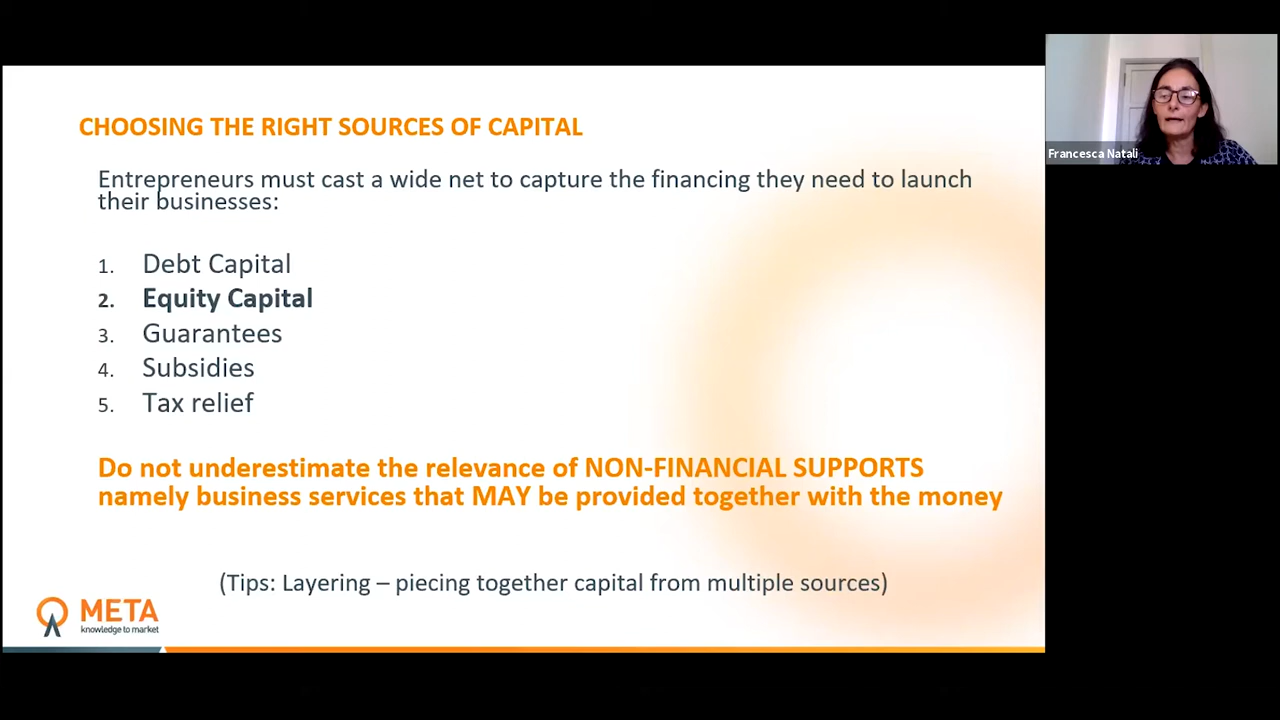 CHOOSING THE RIGHT SOURCES OF CAPITAL
Entrepreneurs must cast a wide net to capture the financing they need to launch
their businesses:
1. Debt Capital
2. Equity Capital
3. Guarantees
4. Subsidies
5. Tax relief
Do not underestimate the relevance of NON-FINANCIAL SUPPORTS
namely business services that MAY be provided together with the money
(Tips: Layering – piecing together capital from multiple sources)
META
knowledge to market
Francesca Natali